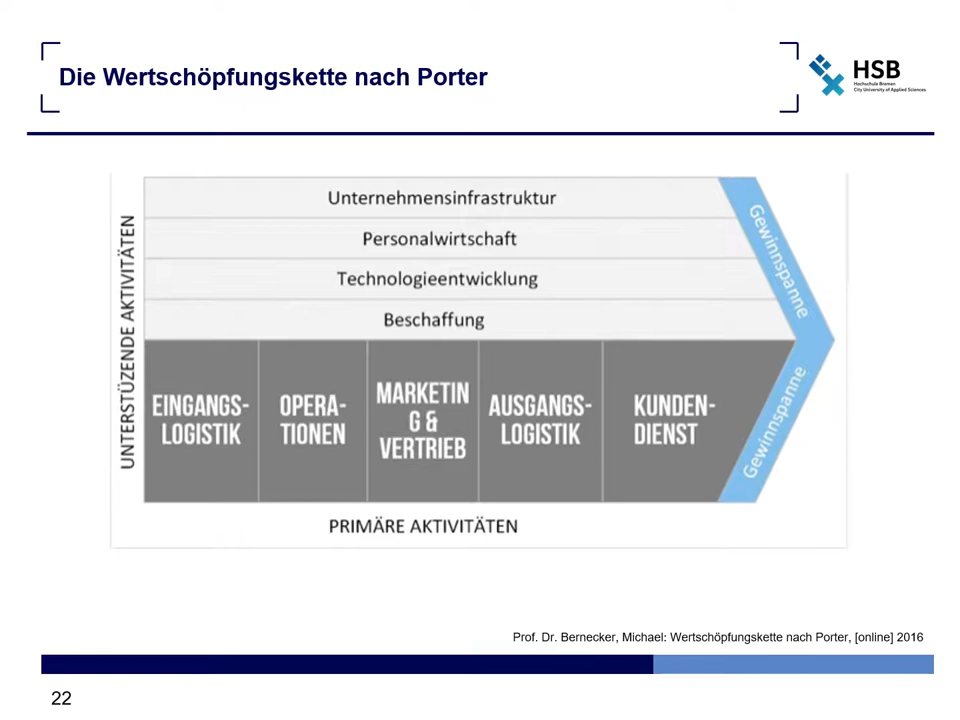 Die Wertschöpfungskette nach Porter
HSB
Hochschule Bremen
City University of Applied Sciences
UNTERSTÜZENDE AKTIVITÄTEN
Unternehmensinfrastruktur
Personalwirtschaft
Technologieentwicklung
Beschaffung
Gewinnspanne
Gewinnspanne
EINGANGS-
LOGISTIK
OPERA-
TIONEN
MARKETIN
G &
VERTRIEB
AUSGANGS-
LOGISTIK
KUNDEN-
DIENST
PRIMÄRE AKTIVITÄTEN
Prof. Dr. Bernecker, Michael: Wertschöpfungskette nach Porter, [online] 2016
22